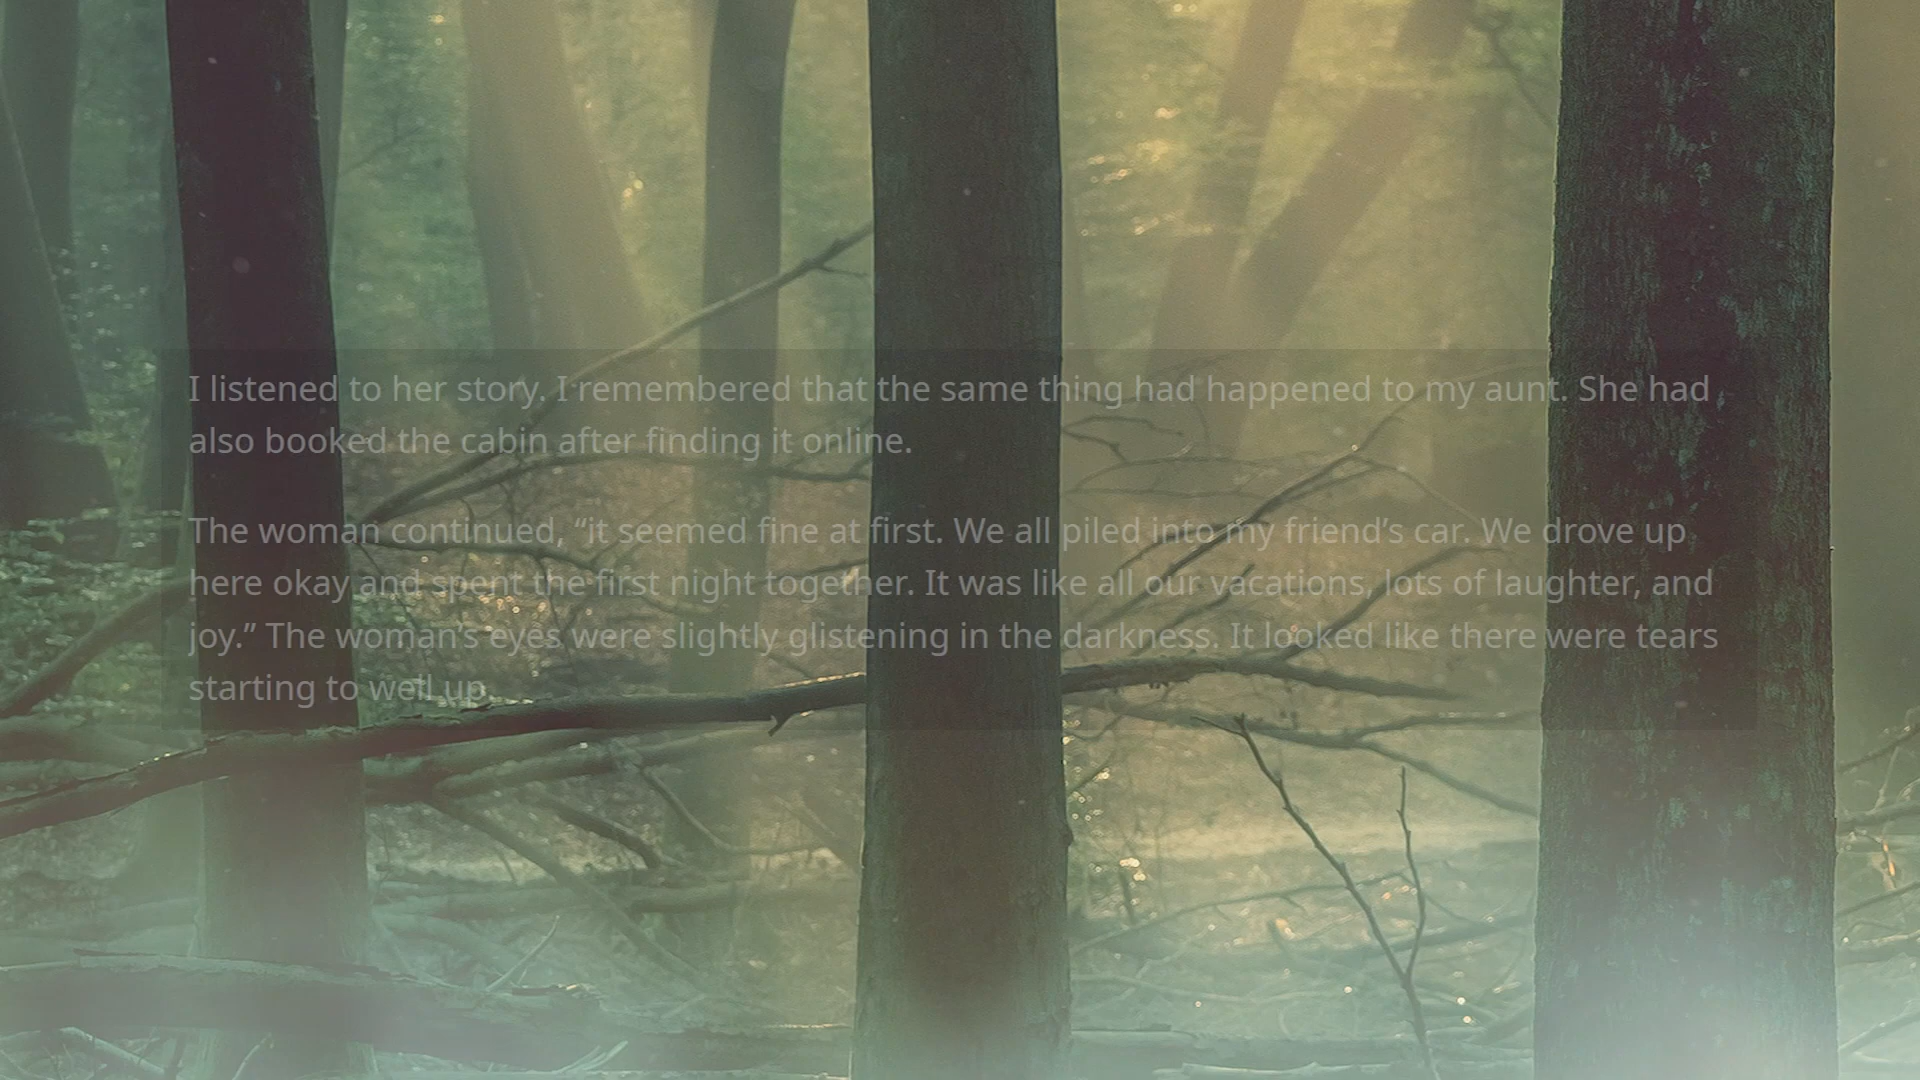 I listened to her story. I remembered that the same thing had happened to my aunt. She had
also booked the cabin after finding it online.
The woman continued, “it seemed fine at first. We all piled into my friend’s car. We drove up
here okay and spent the first night together. It was like all our vacations, lots of laughter, and
joy.” The woman’s eyes were slightly glistening in the darkness. It looked like there were tears
starting to well up.